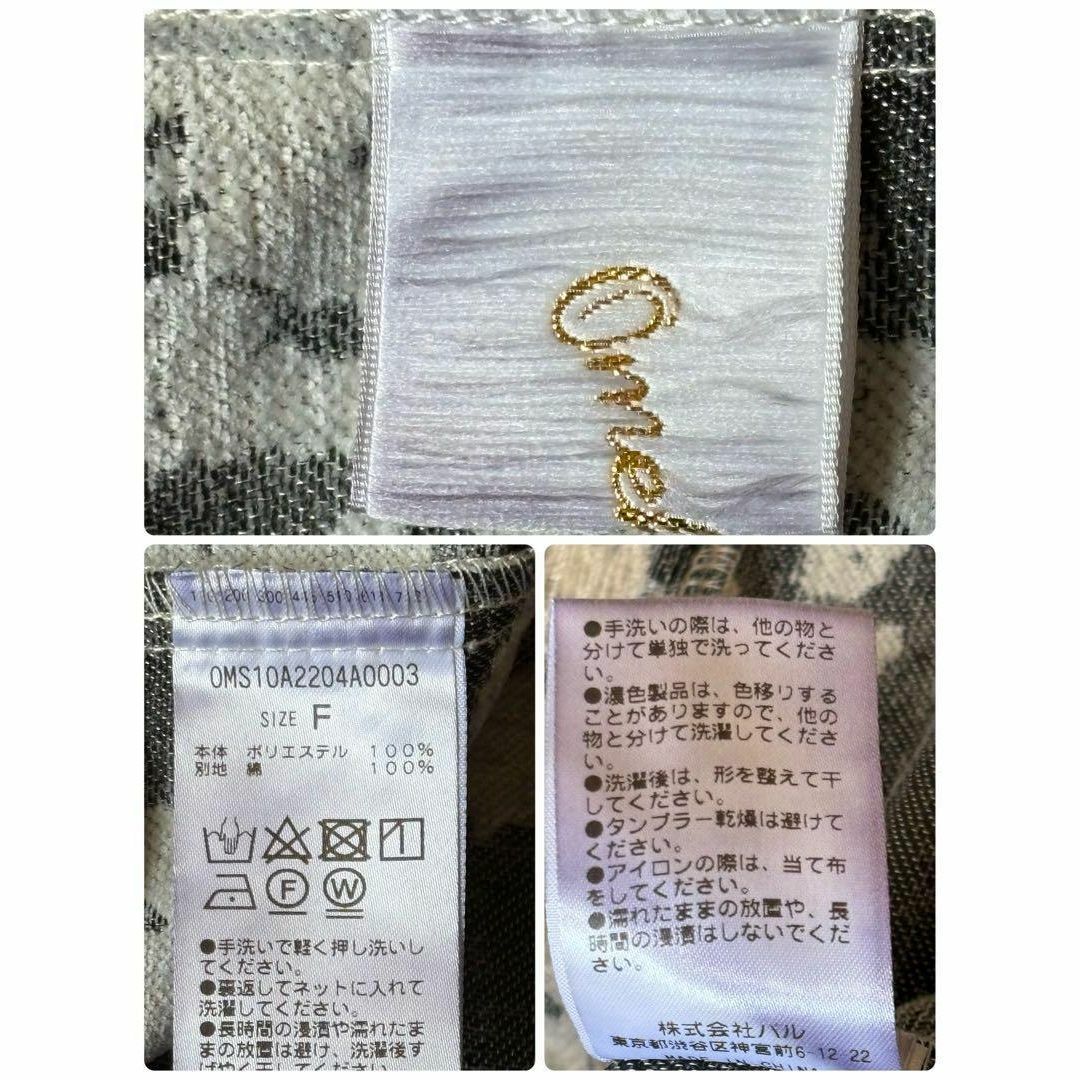 One
OMS10A2204A0003
SIZE F
本体 ポリエステル 100%
別地 綿 100%
F W
●手洗いで軽く押し洗いし
てください。
●裏返してネットに入れて
洗濯してください。
●長時間の浸漬や濡れたま
まの放置は避け、洗濯後す
ばやく干してく
●手洗いの際は、他の物と
分けて単独で洗ってくださ
い。
●濃色製品は、色移りする
ことがありますので、他の
物と分けて洗濯してくださ
い。
●洗濯後は、形を整えて干
してください。
●タンブラー乾燥は避けて
ください。
●アイロンの際は、当て布
をしてください。
●濡れたままの放置や、長
時間の浸漬はしないでくだ
さい。
株式会社ハル
東京都渋谷区神宮前6-12 22
MADE IN CHINA